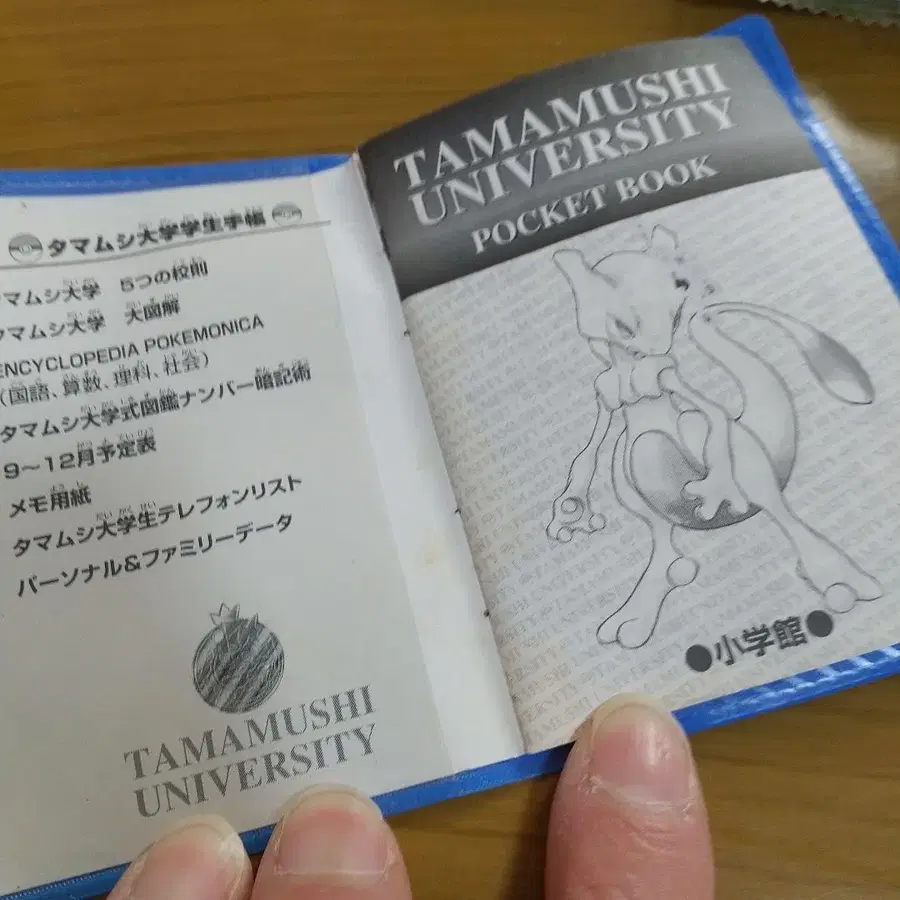 タマムシ大学学生手帳
タマムシ大学 5つの校則
タマムシ大学 大図解
ENCYCLOPEDIA POKEMONICA
(国語、算数、理科、社会)
タマムシ大学式図鑑ナンバー暗記術
9〜12月予定表
メモ用紙
タマムシ大学生テレフォンリスト
パーソナル&ファミリーデータ
TAMAMUSHI
UNIVERSITY
TAMAMUSHI
UNIVERSITY
POCKET BOOK
●小学館●